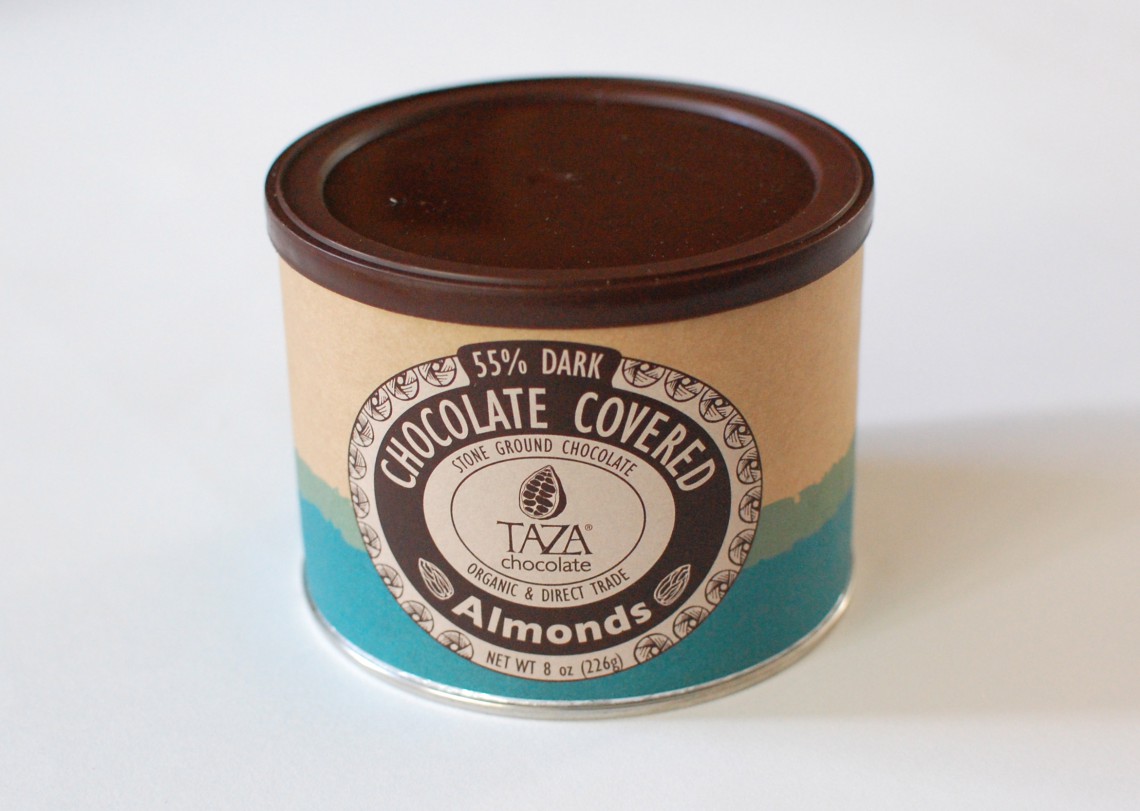 55% DARK
CHOCOLATE COVERED
STONE GROUND CHOCOLATE
TAZA®
chocolate
ORGANIC & DIRECT TRADE
Almonds
NET WT 8 oz (226g)